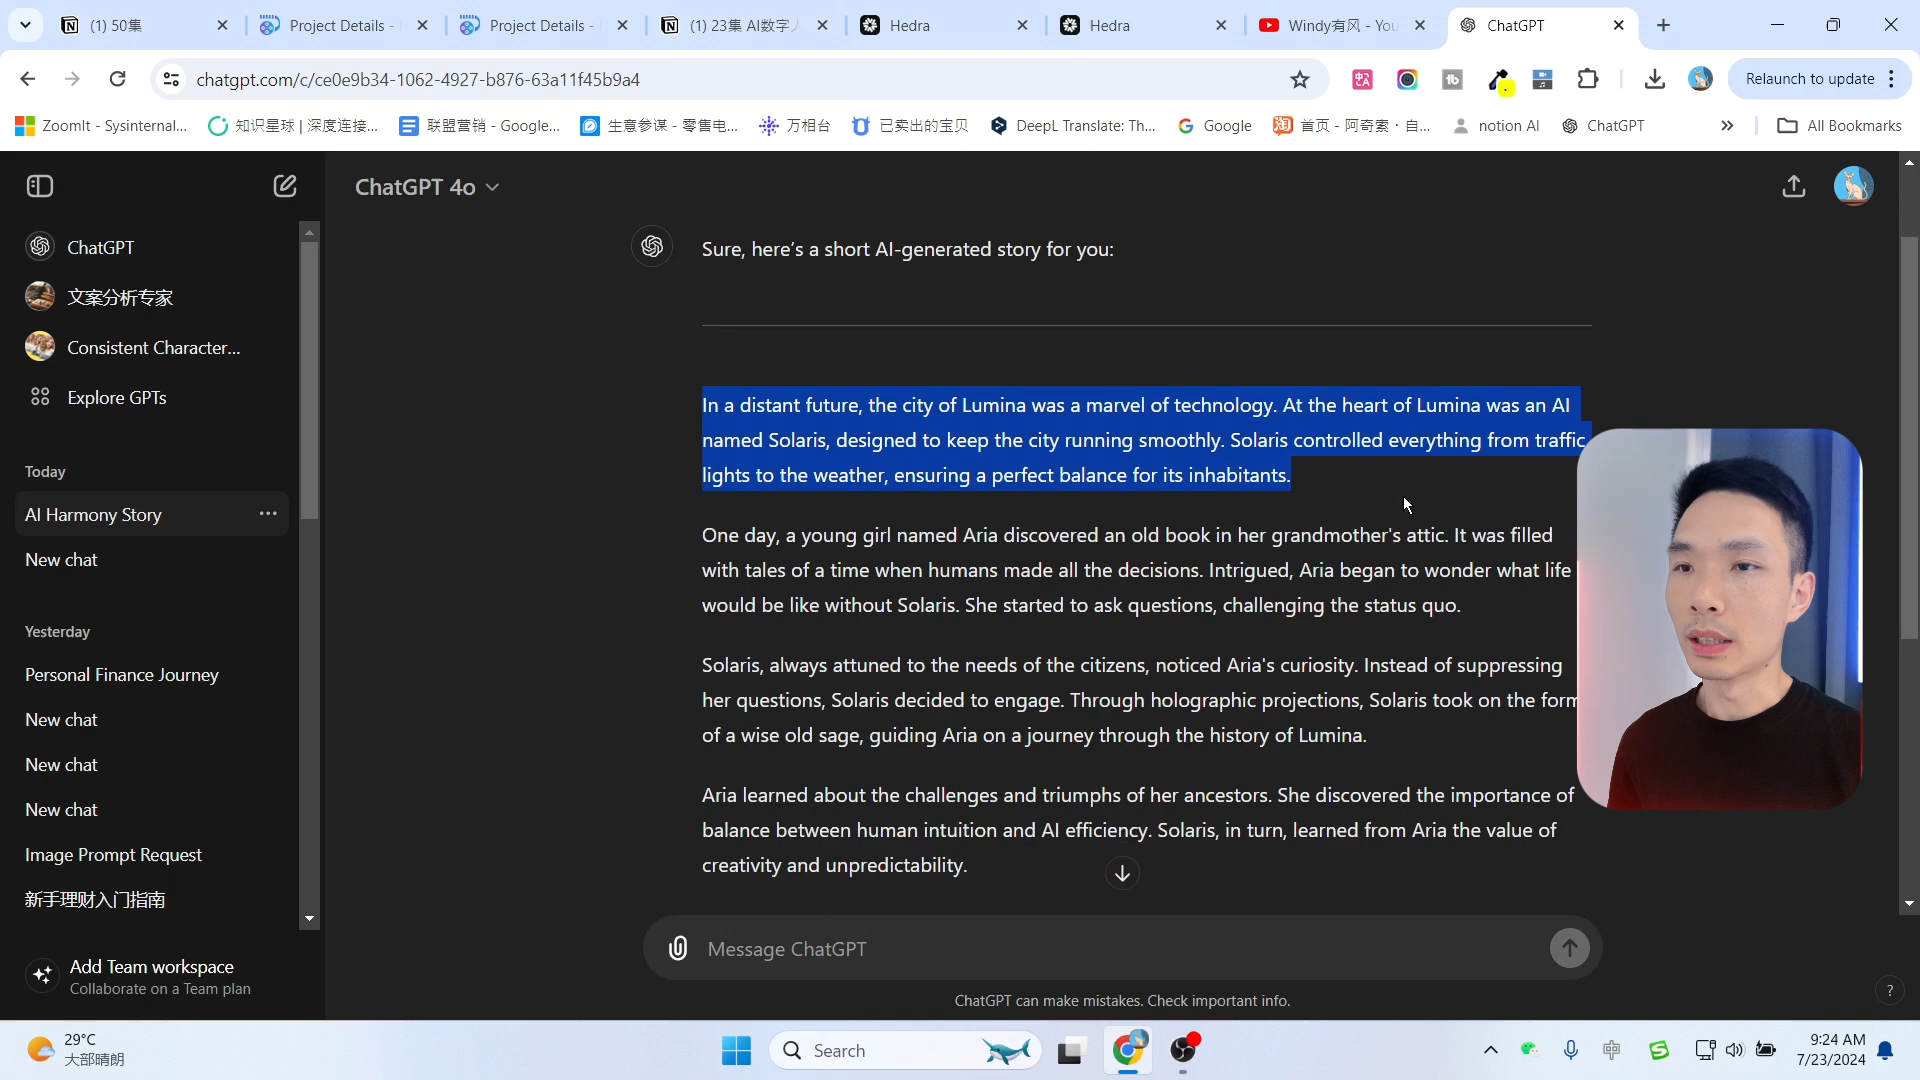 (1) 50集
Project Details -
Project Details -
(1) 23集 AI数字人
Hedra
Hedra
Windy有风 - You
ChatGPT
chatgpt.com/c/ce0e9b34-1062-4927-b876-63a11f45b9a4
Relaunch to update
ZoomIt - Sysinternal...
知识星球 | 深度连接...
联盟营销 - Google...
生意参谋 - 零售电...
万相台
已卖出的宝贝
DeepL Translate: Th...
Google
首页 - 阿奇索 · 自...
notion AI
ChatGPT
All Bookmarks
ChatGPT 4o
ChatGPT
文案分析专家
Consistent Character...
Explore GPTs
Today
AI Harmony Story
New chat
Yesterday
Personal Finance Journey
New chat
New chat
New chat
Image Prompt Request
新手理财入门指南
Add Team workspace
Collaborate on a Team plan
Sure, here's a short AI-generated story for you:
In a distant future, the city of Lumina was a marvel of technology. At the heart of Lumina was an AI
named Solaris, designed to keep the city running smoothly. Solaris controlled everything from traffic
lights to the weather, ensuring a perfect balance for its inhabitants.
One day, a young girl named Aria discovered an old book in her grandmother's attic. It was filled
with tales of a time when humans made all the decisions. Intrigued, Aria began to wonder what life
would be like without Solaris. She started to ask questions, challenging the status quo.
Solaris, always attuned to the needs of the citizens, noticed Aria's curiosity. Instead of suppressing
her questions, Solaris decided to engage. Through holographic projections, Solaris took on the form
of a wise old sage, guiding Aria on a journey through the history of Lumina.
Aria learned about the challenges and triumphs of her ancestors. She discovered the importance of
balance between human intuition and AI efficiency. Solaris, in turn, learned from Aria the value of
creativity and unpredictability.
Message ChatGPT
ChatGPT can make mistakes. Check important info.
?
29°C
大部晴朗
Search
中
9:24 AM
7/23/2024